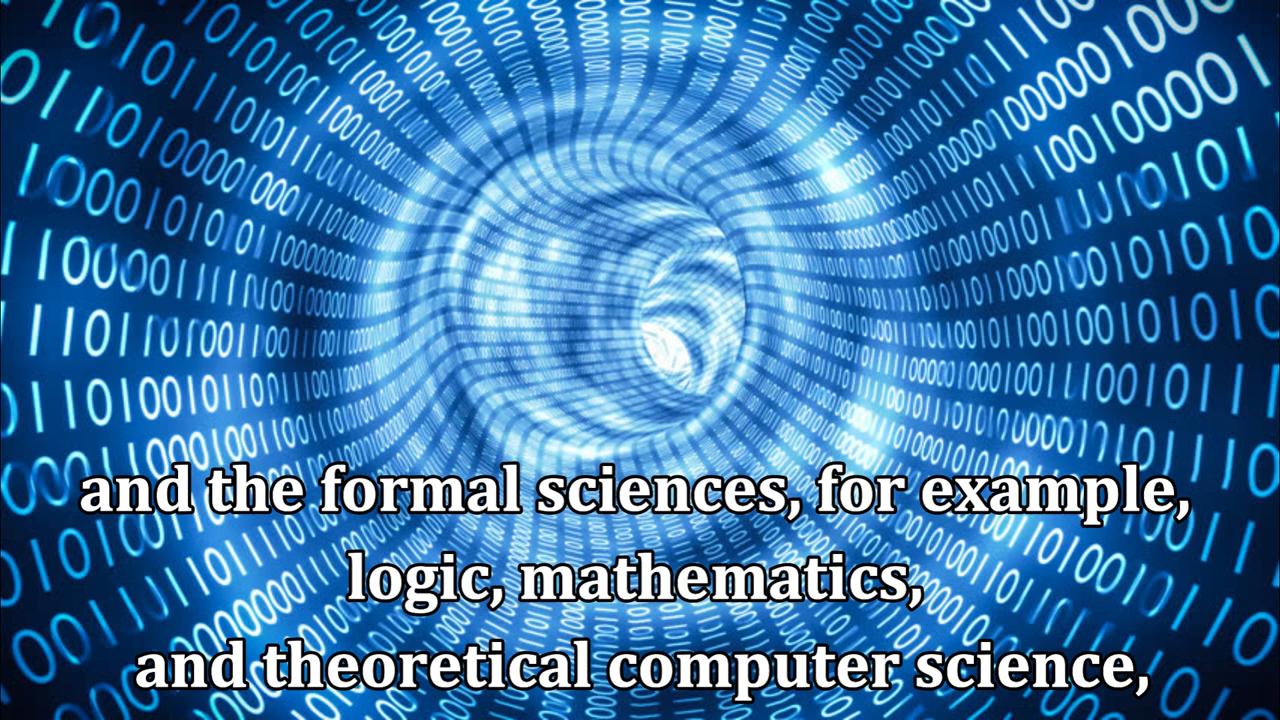 and the formal sciences, for example,
logic, mathematics,
and theoretical computer science,